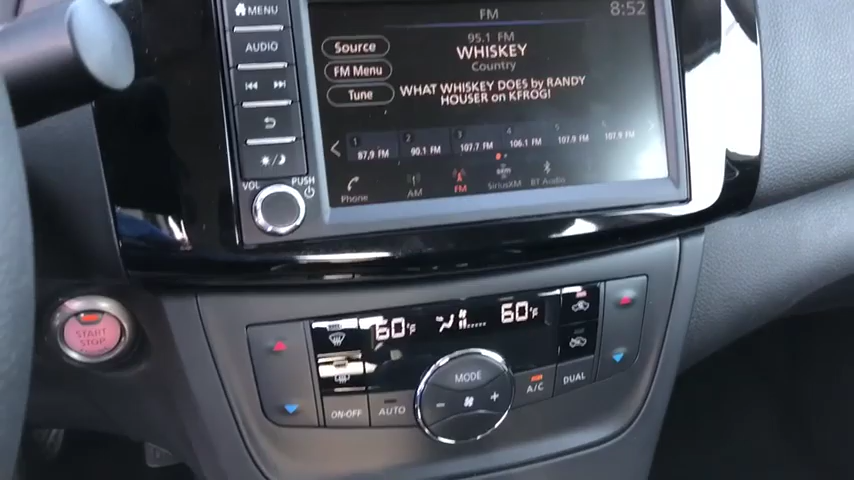 MENU
FM
8:52
95.1 FM
Source
WHISKEY
AUDIO
Country
FM Menu
WHAT WHISKEY DOES by RANDY
Tune
HOUSER on KFROG!
1 2 3 4 5 6
87.9 FM 90.1 FM 107.7 FM 106.1 FM 107.9 FM 107.9 FM
VOL PUSH
Phone AM FM SiriusXM BT Audio
START
STOP
60°F 60°F
MODE
A/C DUAL
ON·OFF AUTO
- +